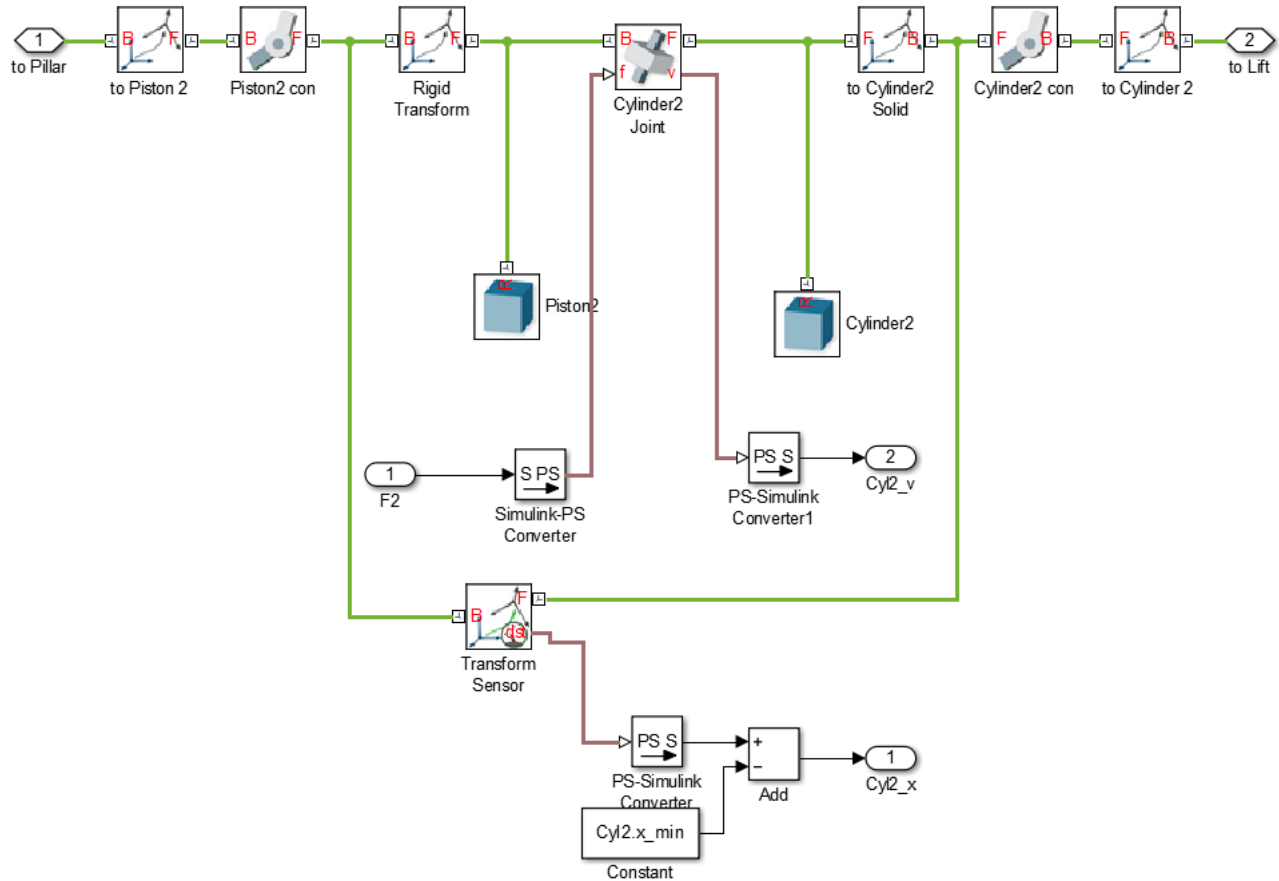 1
to Pillar
B F
to Piston 2
B F
Piston2 con
B F
Rigid
Transform
B F
f v
Cylinder2
Joint
F B
to Cylinder2
Solid
F B
Cylinder2 con
F B
to Cylinder 2
2
to Lift
R
Piston2
R
Cylinder2
1
F2
S PS
Simulink-PS
Converter
PS S
PS-Simulink
Converter1
2
Cyl2_v
B F
dst
Transform
Sensor
PS S
PS-Simulink
Converter
+
−
Add
1
Cyl2_x
Cyl2.x_min
Constant